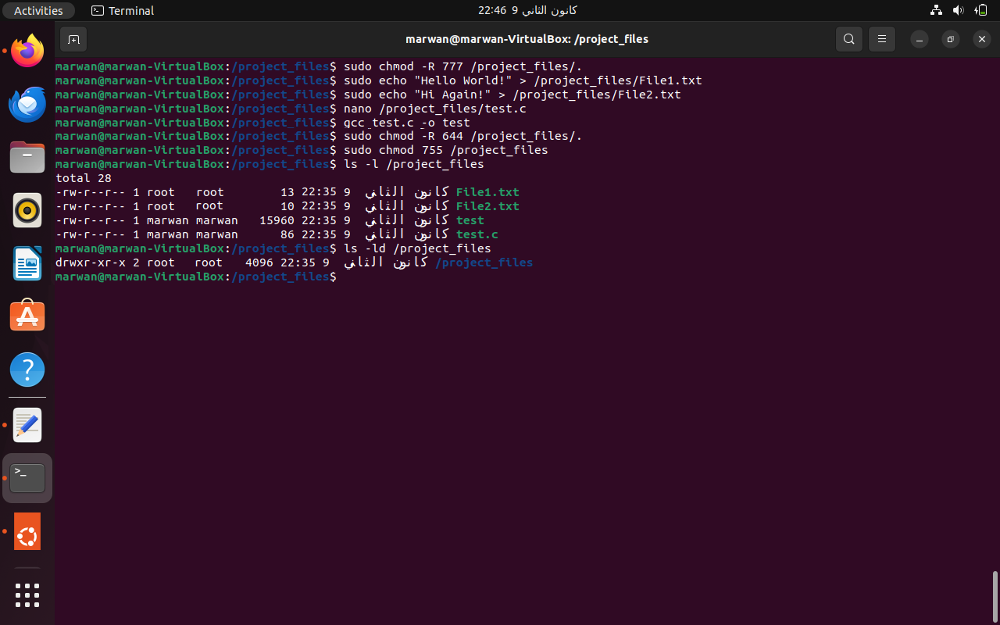 Activities
Terminal
كانون الثاني 9 22:46
marwan@marwan-VirtualBox: /project_files
marwan@marwan-VirtualBox:/project_files$ sudo chmod -R 777 /project_files/.
marwan@marwan-VirtualBox:/project_files$ sudo echo "Hello World!" > /project_files/File1.txt
marwan@marwan-VirtualBox:/project_files$ sudo echo "Hi Again!" > /project_files/File2.txt
marwan@marwan-VirtualBox:/project_files$ nano /project_files/test.c
marwan@marwan-VirtualBox:/project_files$ gcc test.c -o test
marwan@marwan-VirtualBox:/project_files$ sudo chmod -R 644 /project_files/.
marwan@marwan-VirtualBox:/project_files$ sudo chmod 755 /project_files
marwan@marwan-VirtualBox:/project_files$ ls -l /project_files
total 28
-rw-r--r-- 1 root root 13 22:35 9 كانون الثاني File1.txt
-rw-r--r-- 1 root root 10 22:35 9 كانون الثاني File2.txt
-rw-r--r-- 1 marwan marwan 15960 22:35 9 كانون الثاني test
-rw-r--r-- 1 marwan marwan 86 22:35 9 كانون الثاني test.c
marwan@marwan-VirtualBox:/project_files$ ls -ld /project_files
drwxr-xr-x 2 root root 4096 22:35 9 كانون الثاني /project_files
marwan@marwan-VirtualBox:/project_files$